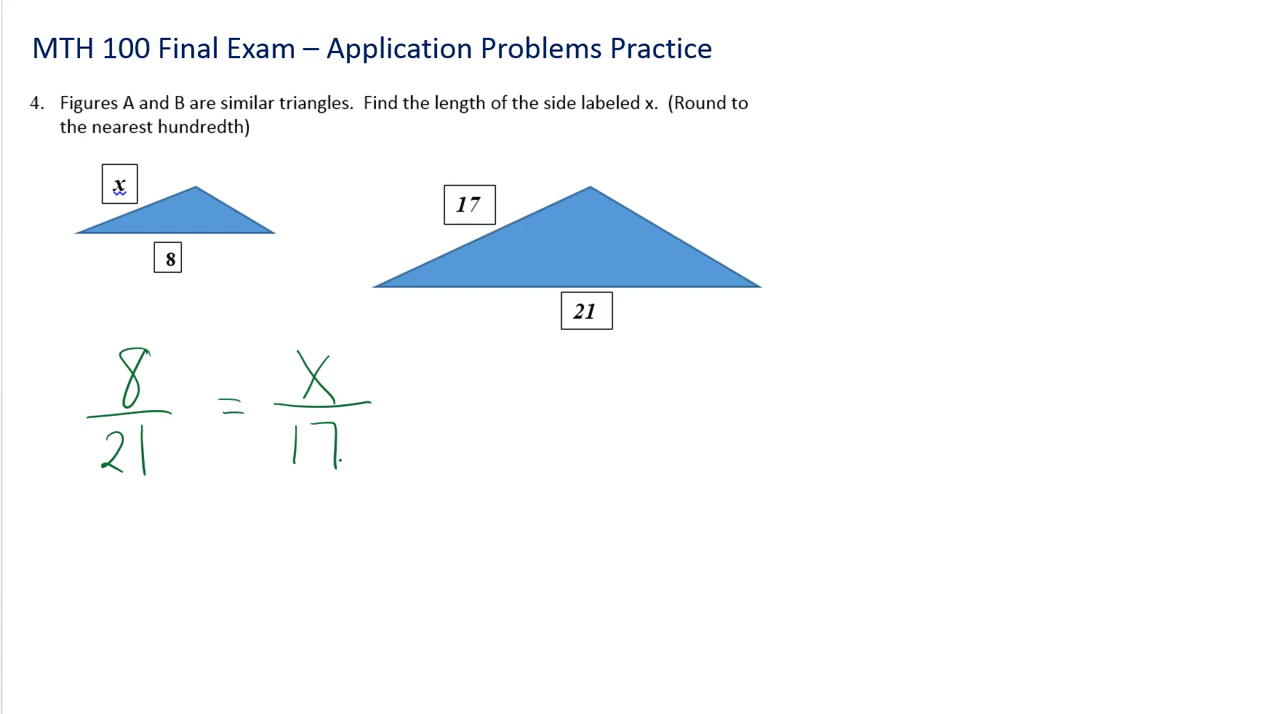 MTH 100 Final Exam – Application Problems Practice
4. Figures A and B are similar triangles. Find the length of the side labeled x. (Round to
the nearest hundredth)
x
8
17
21
8
21
=
x
17